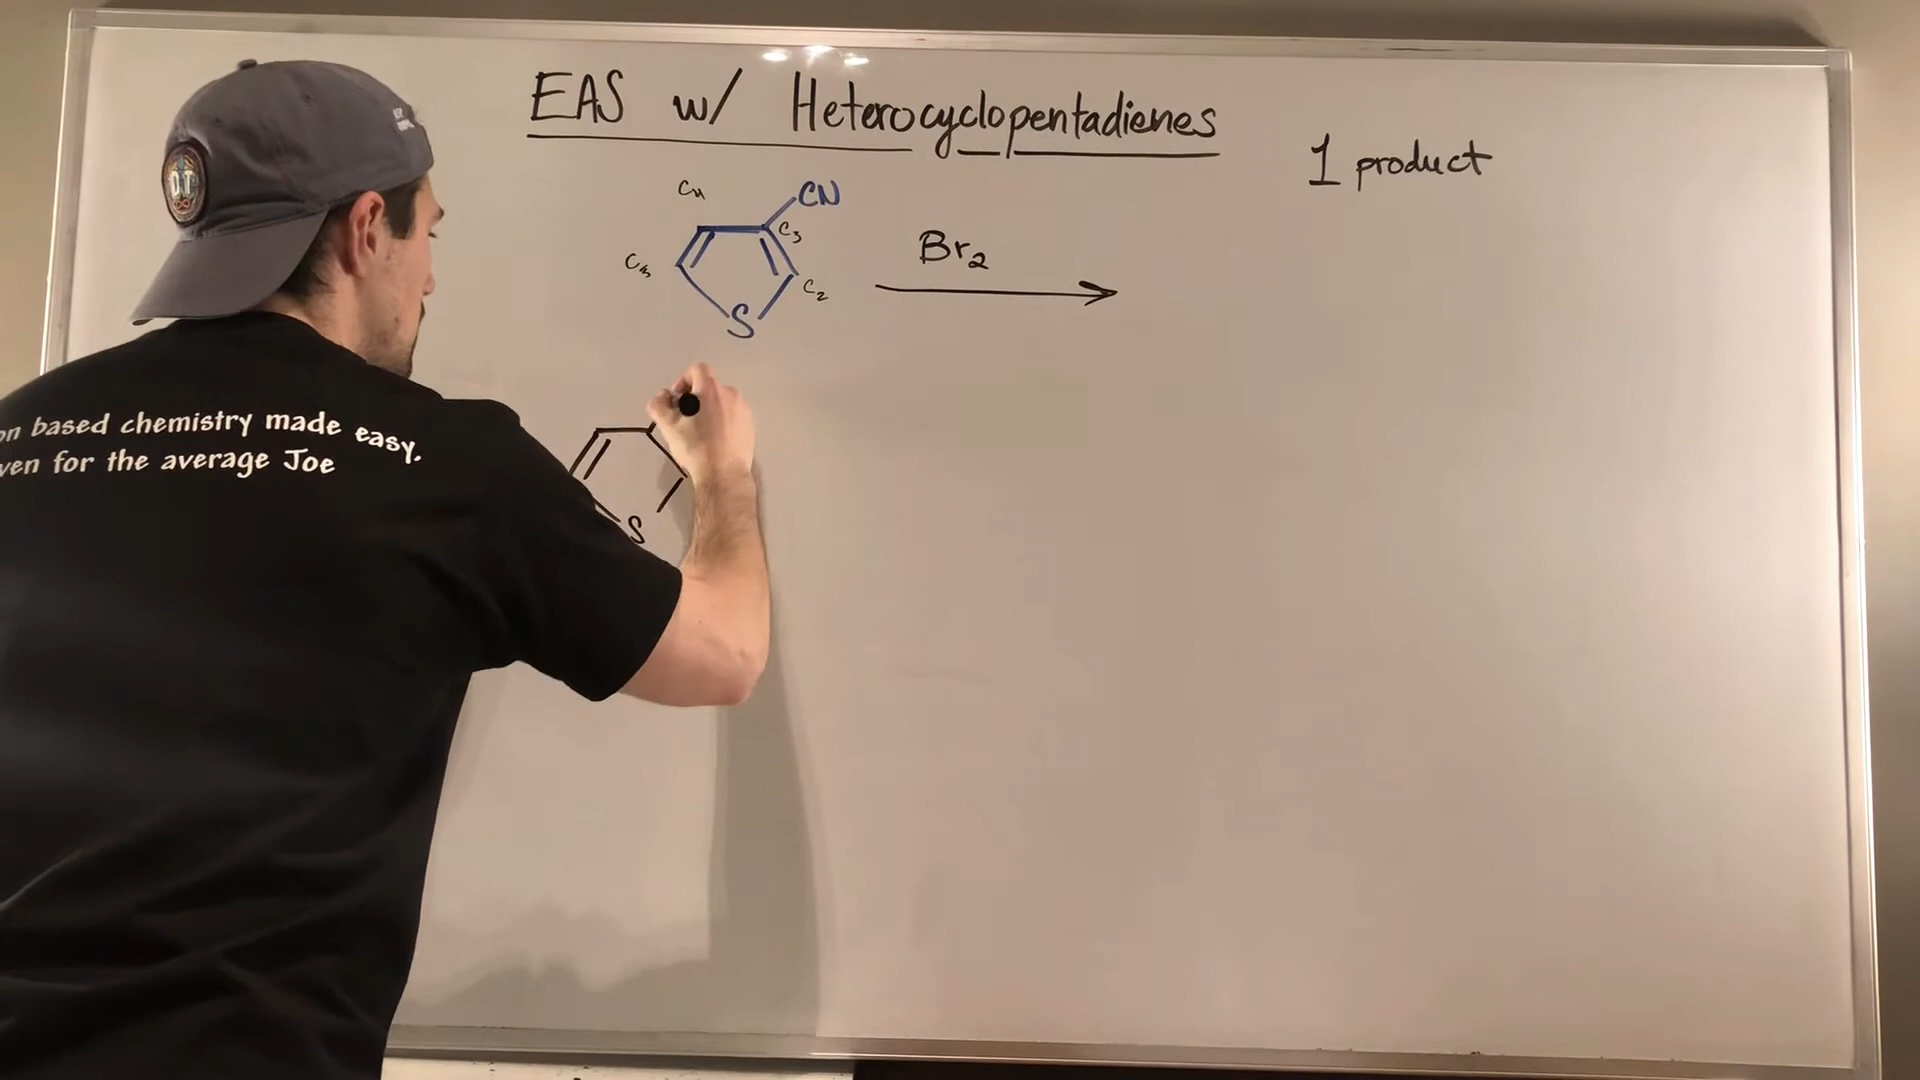 EAS w/ Heterocyclopentadienes
1 product
C4
CN
C3
Br2
C5
C2
S
S
on based chemistry made easy.
ven for the average Joe